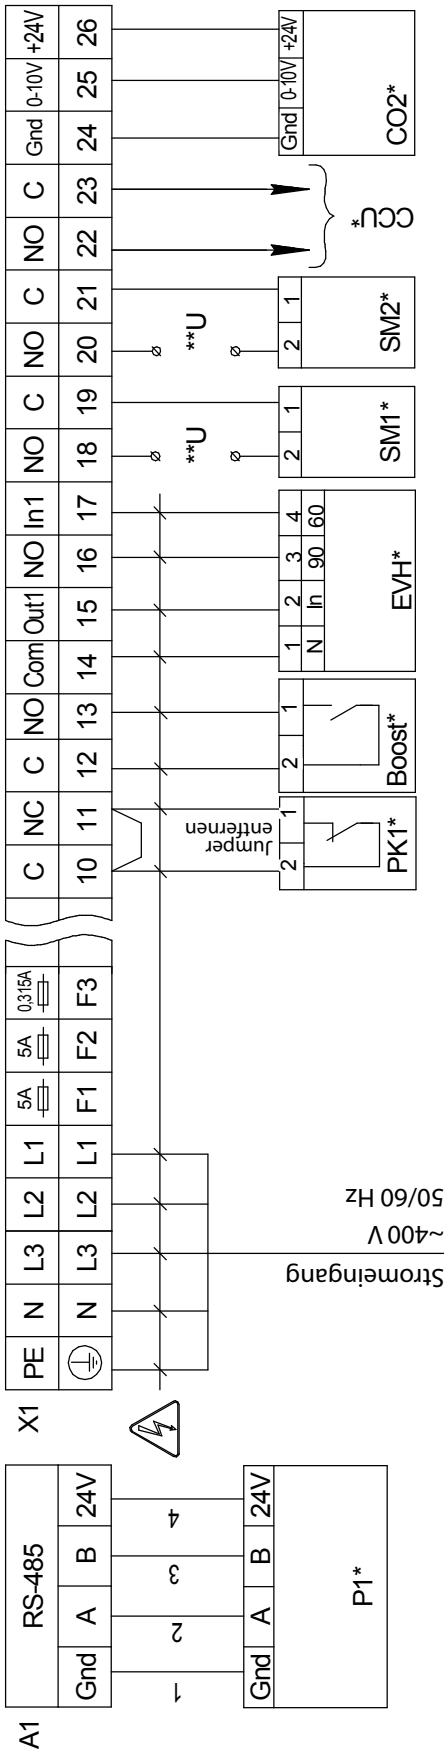 A1
RS-485
Gnd A B 24V
1 2 3 4
Gnd A B 24V
P1*
X1
PE N L3 L2 L1 5A 5A 0,315A C NC C NO Com Out1 NO In1 NO C NO C NO C Gnd 0-10V +24V
N L3 L2 L1 F1 F2 F3 10 11 12 13 14 15 16 17 18 19 20 21 22 23 24 25 26
Stromeingang
~400 V
50/60 Hz
Jumper
entfernen
2 1
PK1*
2 1
Boost*
1 2 3 4
N In 90 60
EVH*
U**
2 1
SM1*
U**
2 1
SM2*
CCU*
Gnd 0-10V +24V
CO2*